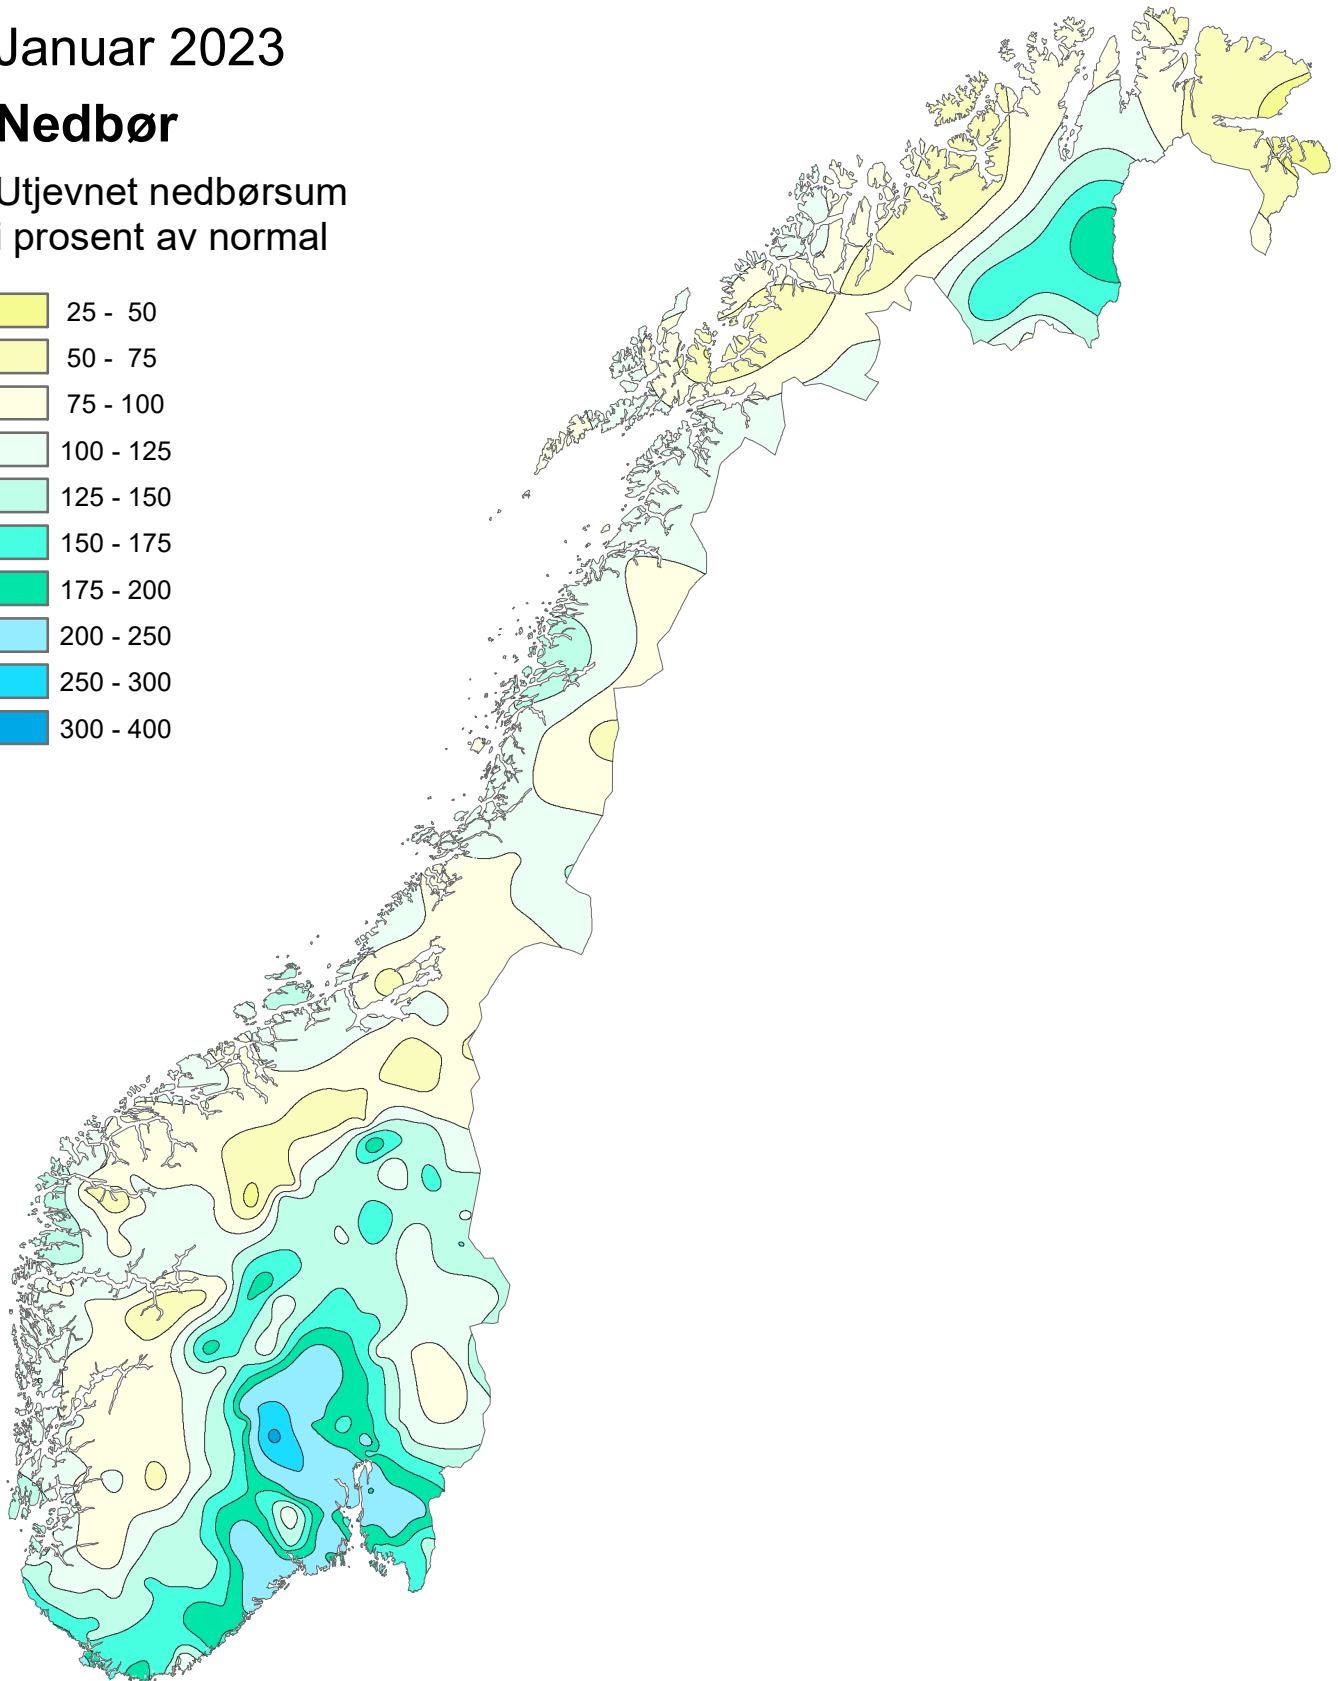 Januar 2023
Nedbør
Utjevnet nedbørsum
i prosent av normal
25 - 50
50 - 75
75 - 100
100 - 125
125 - 150
150 - 175
175 - 200
200 - 250
250 - 300
300 - 400